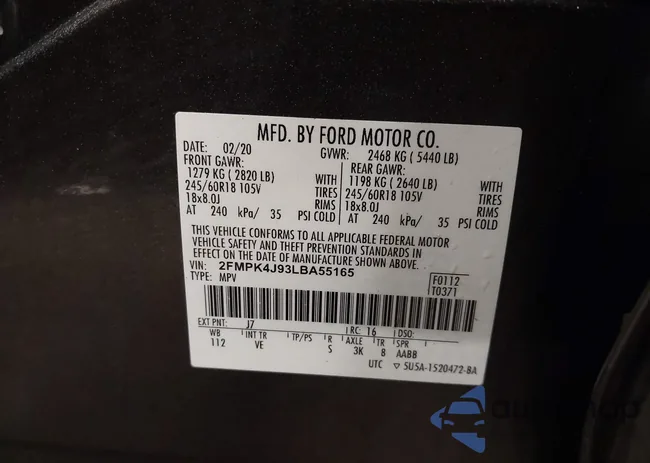 MFD. BY FORD MOTOR CO.
DATE: 02/20 GVWR: 2468 KG ( 5440 LB)
FRONT GAWR: REAR GAWR:
1279 KG ( 2820 LB) WITH 1198 KG ( 2640 LB) WITH
245/60R18 105V TIRES 245/60R18 105V TIRES
18x8.0J RIMS 18x8.0J RIMS
AT 240 kPa/ 35 PSI COLD AT 240 kPa/ 35 PSI COLD
THIS VEHICLE CONFORMS TO ALL APPLICABLE FEDERAL MOTOR
VEHICLE SAFETY AND THEFT PREVENTION STANDARDS
IN EFFECT ON THE DATE OF MANUFACTURE SHOWN ABOVE.
VIN: 2FMPK4J93LBA55165 F0112
TYPE: MPV T0371
EXT PNT: J7 RC: 16 DSO:
WB INT TR TP/PS R AXLE TR SPR
112 VE S 3K 8 AABB
UTC ▽ SU5A-1520472-BA